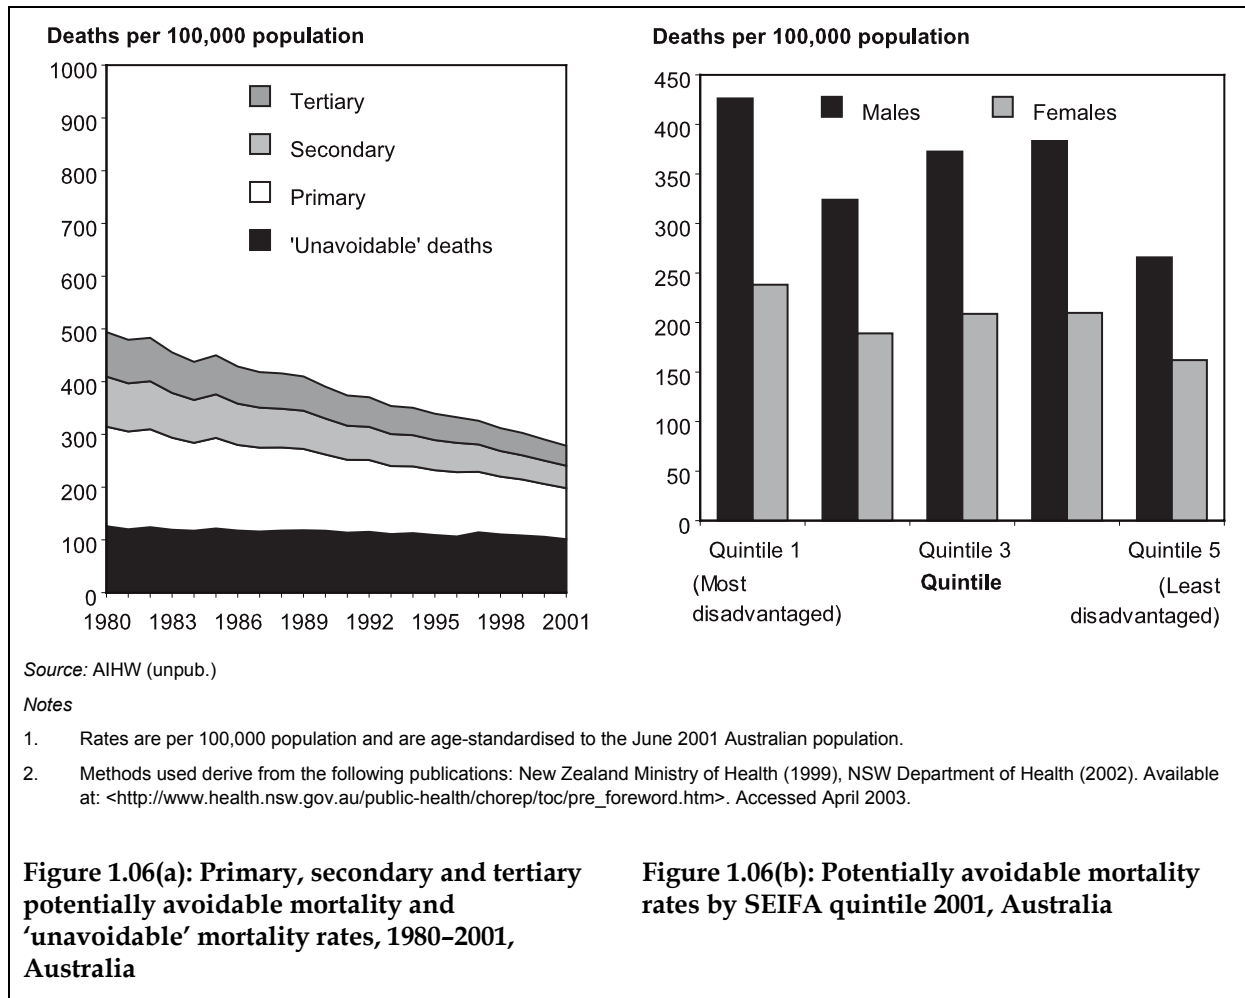 Deaths per 100,000 population
1000
900
800
700
600
500
400
300
200
100
0
Tertiary
Secondary
Primary
'Unavoidable' deaths
1980 1983 1986 1989 1992 1995 1998 2001
Deaths per 100,000 population
450
400
350
300
250
200
150
100
50
0
Males Females
Quintile 1 Quintile 3 Quintile 5
(Most Quintile (Least
disadvantaged) disadvantaged)
Source: AIHW (unpub.)
Notes
1. Rates are per 100,000 population and are age-standardised to the June 2001 Australian population.
2. Methods used derive from the following publications: New Zealand Ministry of Health (1999), NSW Department of Health (2002). Available
at: <http://www.health.nsw.gov.au/public-health/chorep/toc/pre_foreword.htm>. Accessed April 2003.
Figure 1.06(a): Primary, secondary and tertiary
potentially avoidable mortality and
‘unavoidable’ mortality rates, 1980–2001,
Australia
Figure 1.06(b): Potentially avoidable mortality
rates by SEIFA quintile 2001, Australia